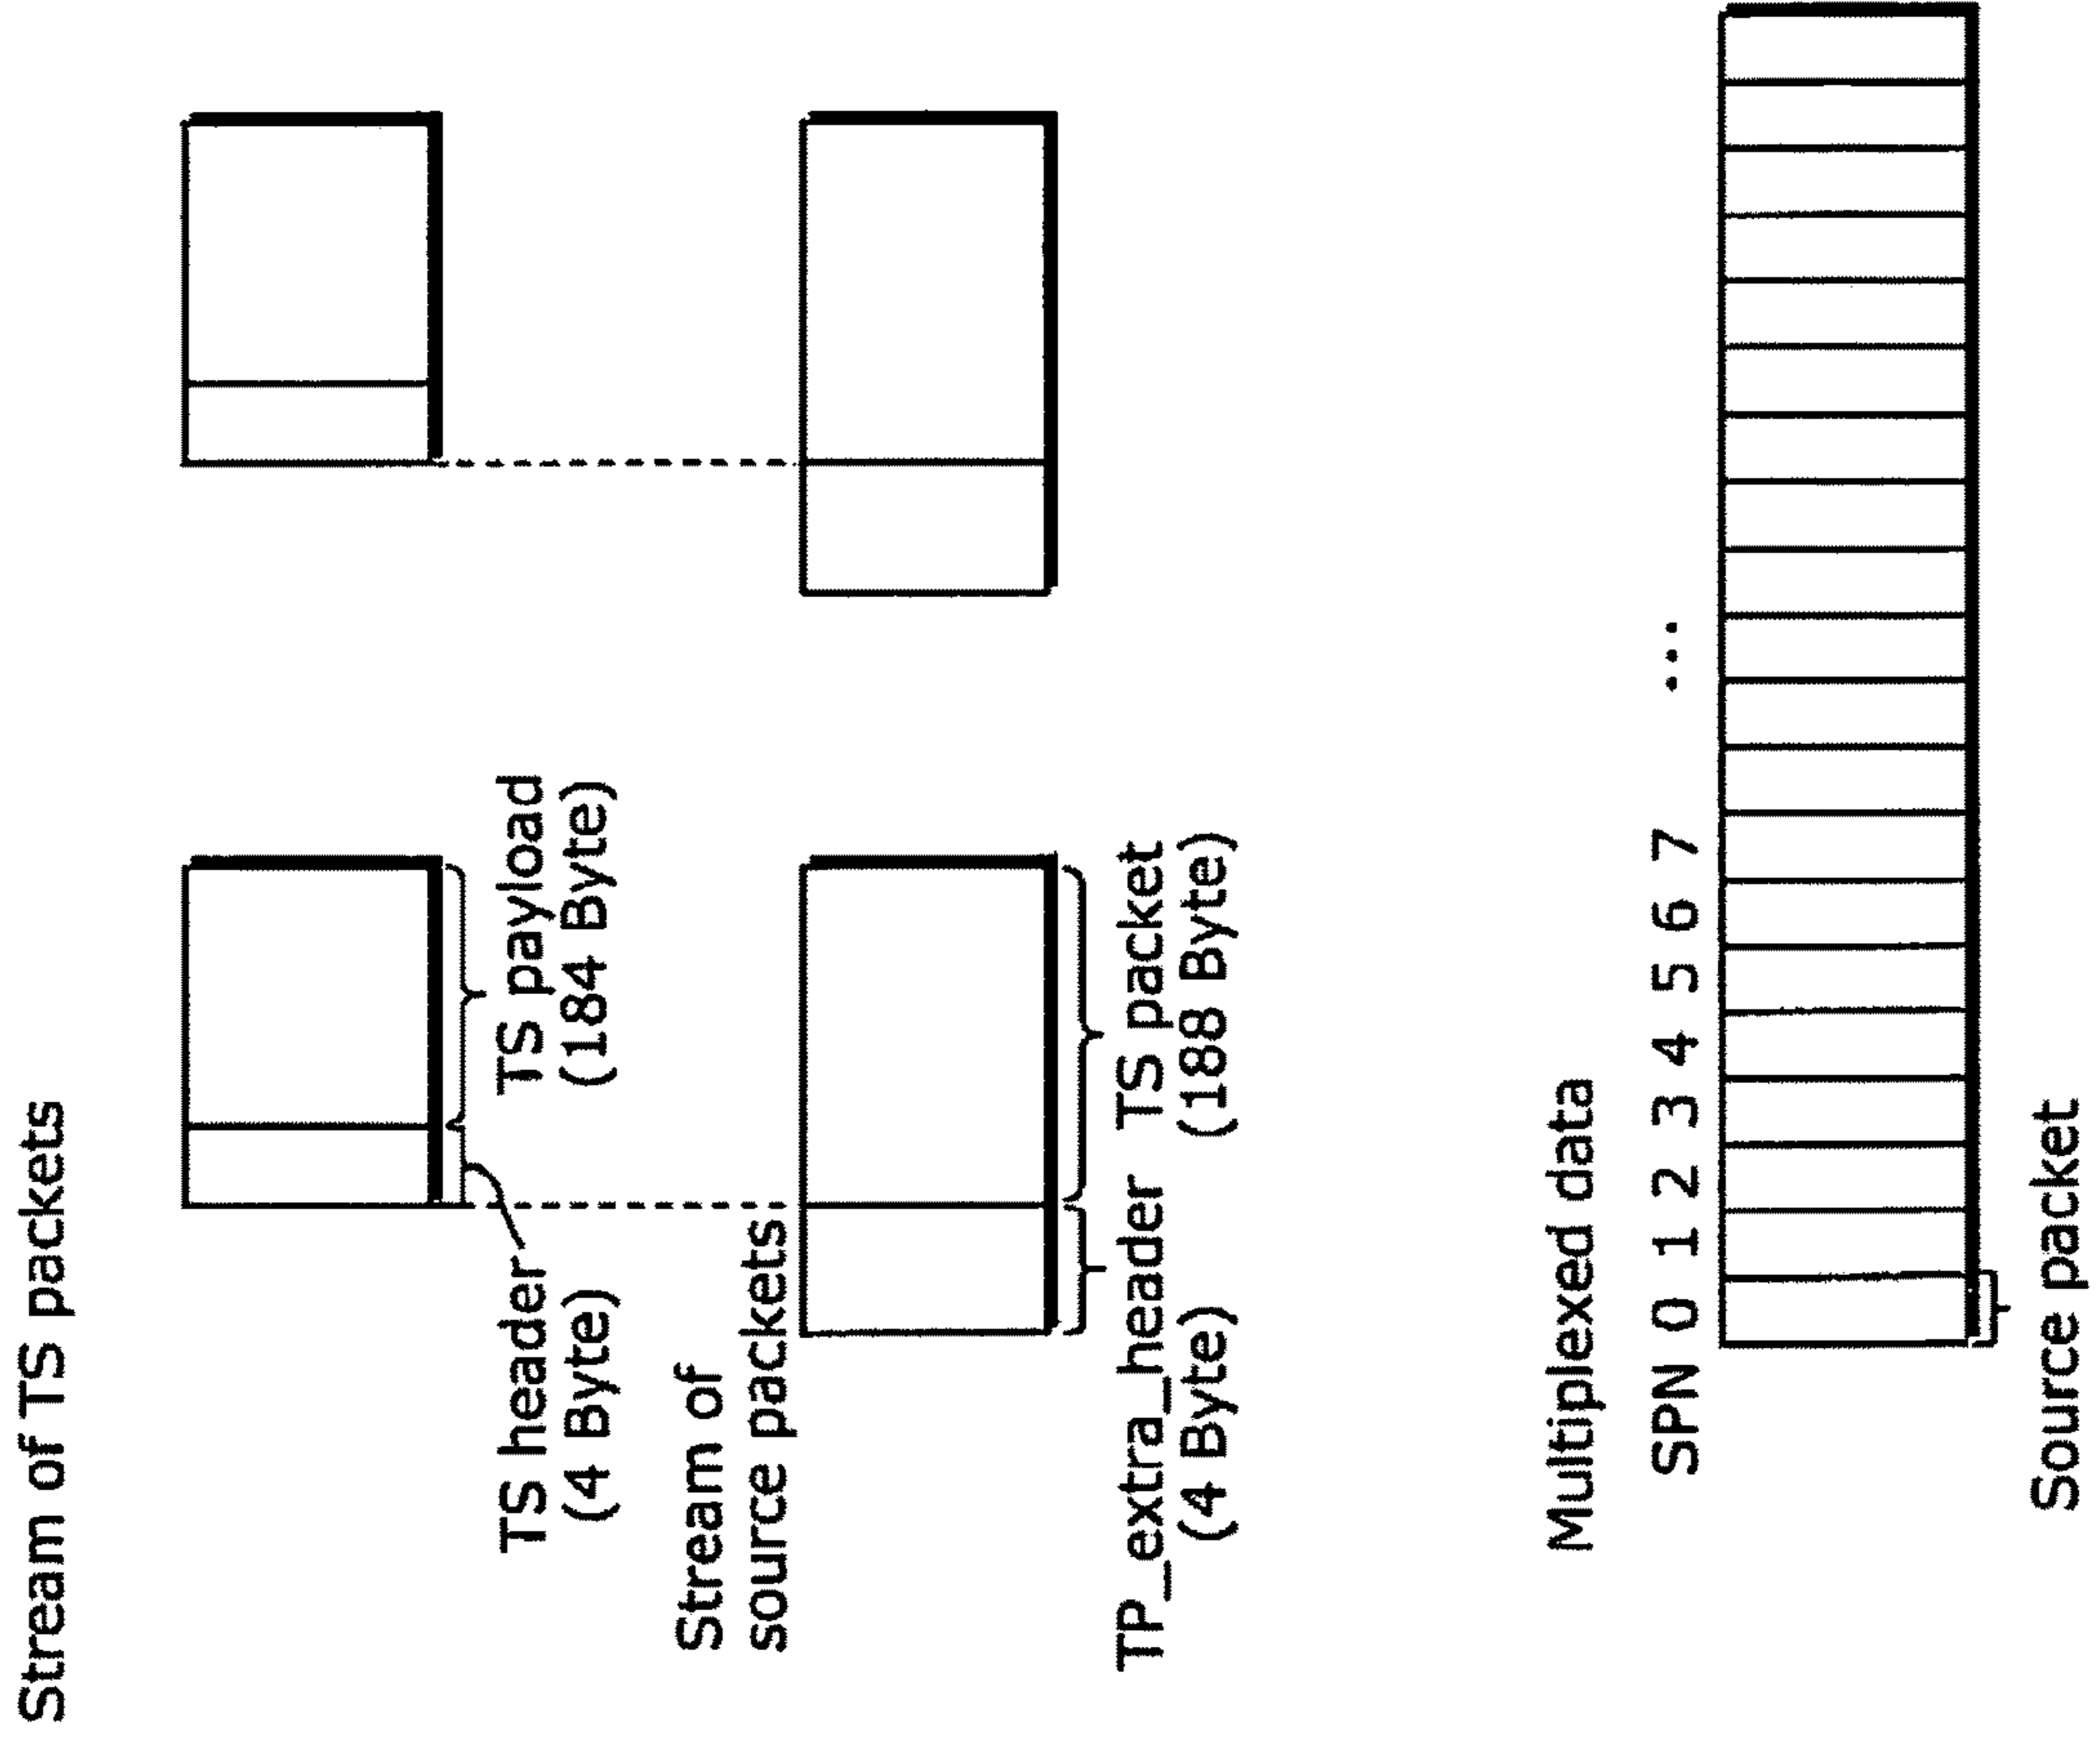 Stream of TS packets
TS header
(4 Byte)
TS payload
(184 Byte)
Stream of
source packets
TP_extra_header
(4 Byte)
TS packet
(188 Byte)
Multiplexed data
SPN 0 1 2 3 4 5 6 7 ...
Source packet